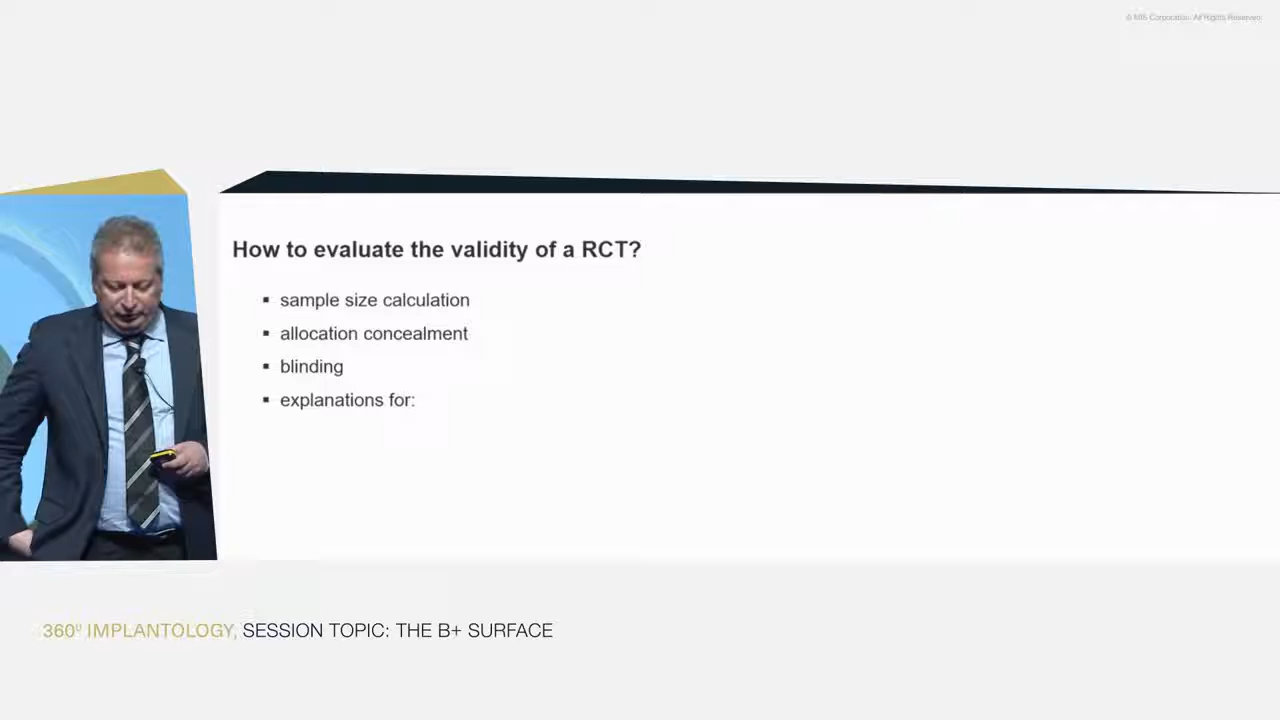 © MIS Corporation. All Rights Reserved.
How to evaluate the validity of a RCT?
▪ sample size calculation
▪ allocation concealment
▪ blinding
▪ explanations for:
360° IMPLANTOLOGY, SESSION TOPIC: THE B+ SURFACE